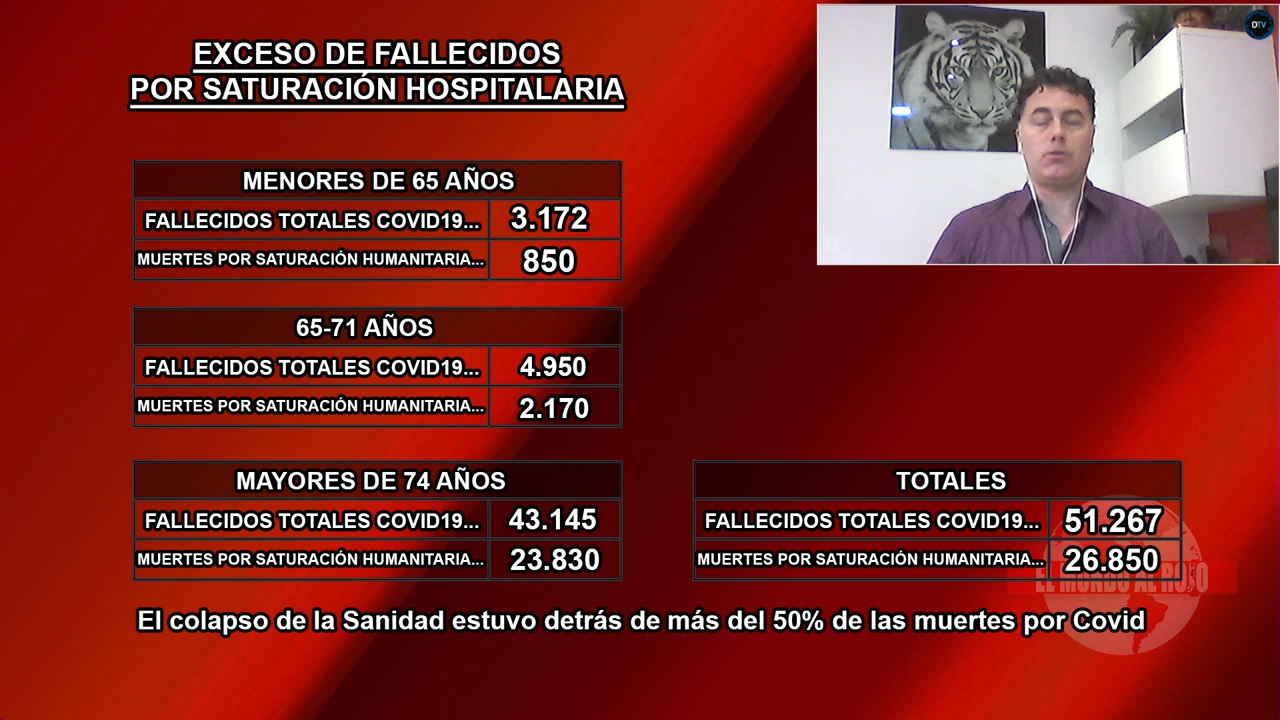 EXCESO DE FALLECIDOS
POR SATURACIÓN HOSPITALARIA
DTV
MENORES DE 65 AÑOS
FALLECIDOS TOTALES COVID19... 3.172
MUERTES POR SATURACIÓN HUMANITARIA... 850
65-71 AÑOS
FALLECIDOS TOTALES COVID19... 4.950
MUERTES POR SATURACIÓN HUMANITARIA... 2.170
MAYORES DE 74 AÑOS
FALLECIDOS TOTALES COVID19... 43.145
MUERTES POR SATURACIÓN HUMANITARIA... 23.830
TOTALES
FALLECIDOS TOTALES COVID19... 51.267
MUERTES POR SATURACIÓN HUMANITARIA... 26.850
EL MUNDO AL ROJO
El colapso de la Sanidad estuvo detrás de más del 50% de las muertes por Covid